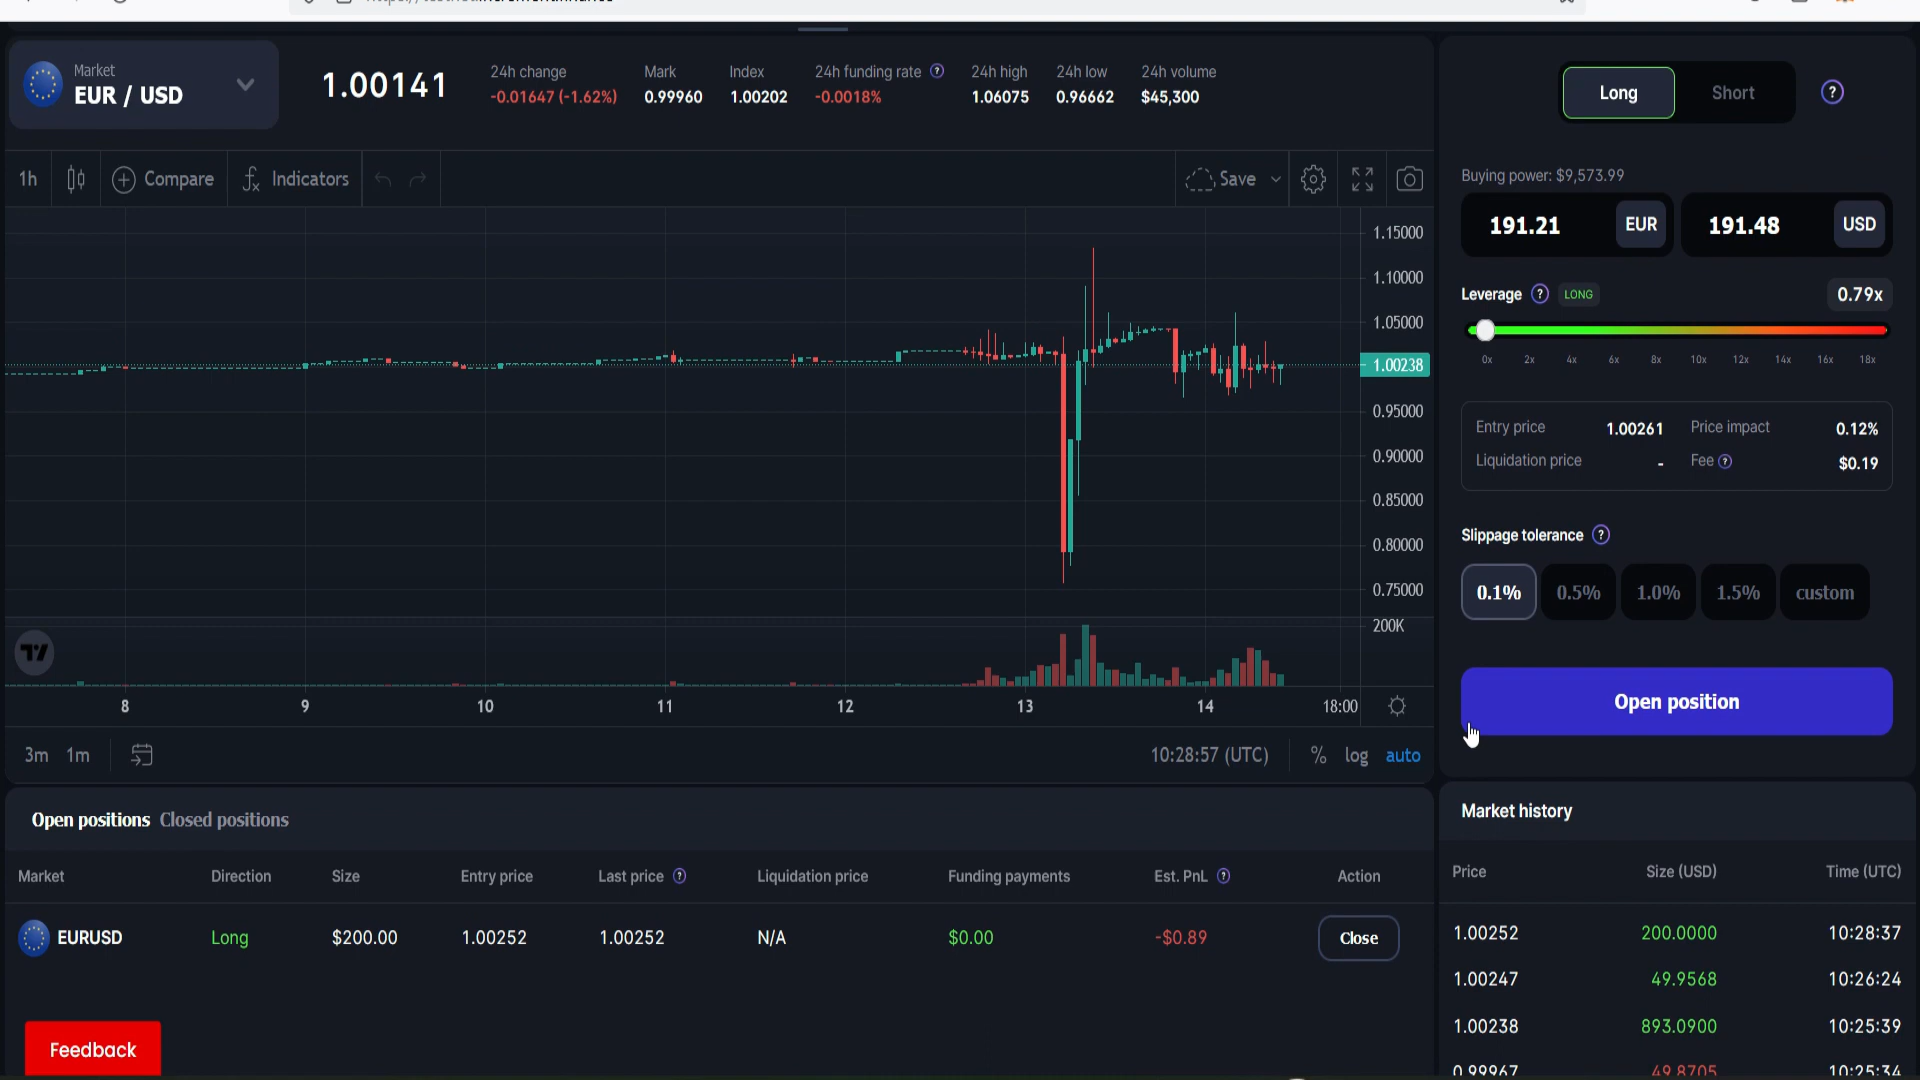 Market
EUR / USD
1.00141
24h change
-0.01647 (-1.62%)
Mark
0.99960
Index
1.00202
24h funding rate ?
-0.0018%
24h high
1.06075
24h low
0.96662
24h volume
$45,300
Long
Short
?
1h
Compare
Indicators
Save
Buying power: $9,573.99
191.21 EUR
191.48 USD
Leverage ? LONG
0.79x
0x 2x 4x 6x 8x 10x 12x 14x 16x 18x
Entry price 1.00261
Price impact 0.12%
Liquidation price -
Fee ? $0.19
Slippage tolerance ?
0.1% 0.5% 1.0% 1.5% custom
Open position
1.15000
1.10000
1.05000
1.00238
0.95000
0.90000
0.85000
0.80000
0.75000
200K
8 9 10 11 12 13 14 18:00
3m 1m
10:28:57 (UTC)
% log auto
Open positions Closed positions
Market Direction Size Entry price Last price ? Liquidation price Funding payments Est. PnL ? Action
EURUSD Long $200.00 1.00252 1.00252 N/A $0.00 -$0.89 Close
Feedback
Market history
Price Size (USD) Time (UTC)
1.00252 200.0000 10:28:37
1.00247 49.9568 10:26:24
1.00238 893.0900 10:25:39
0.99967 49.8705 10:25:34